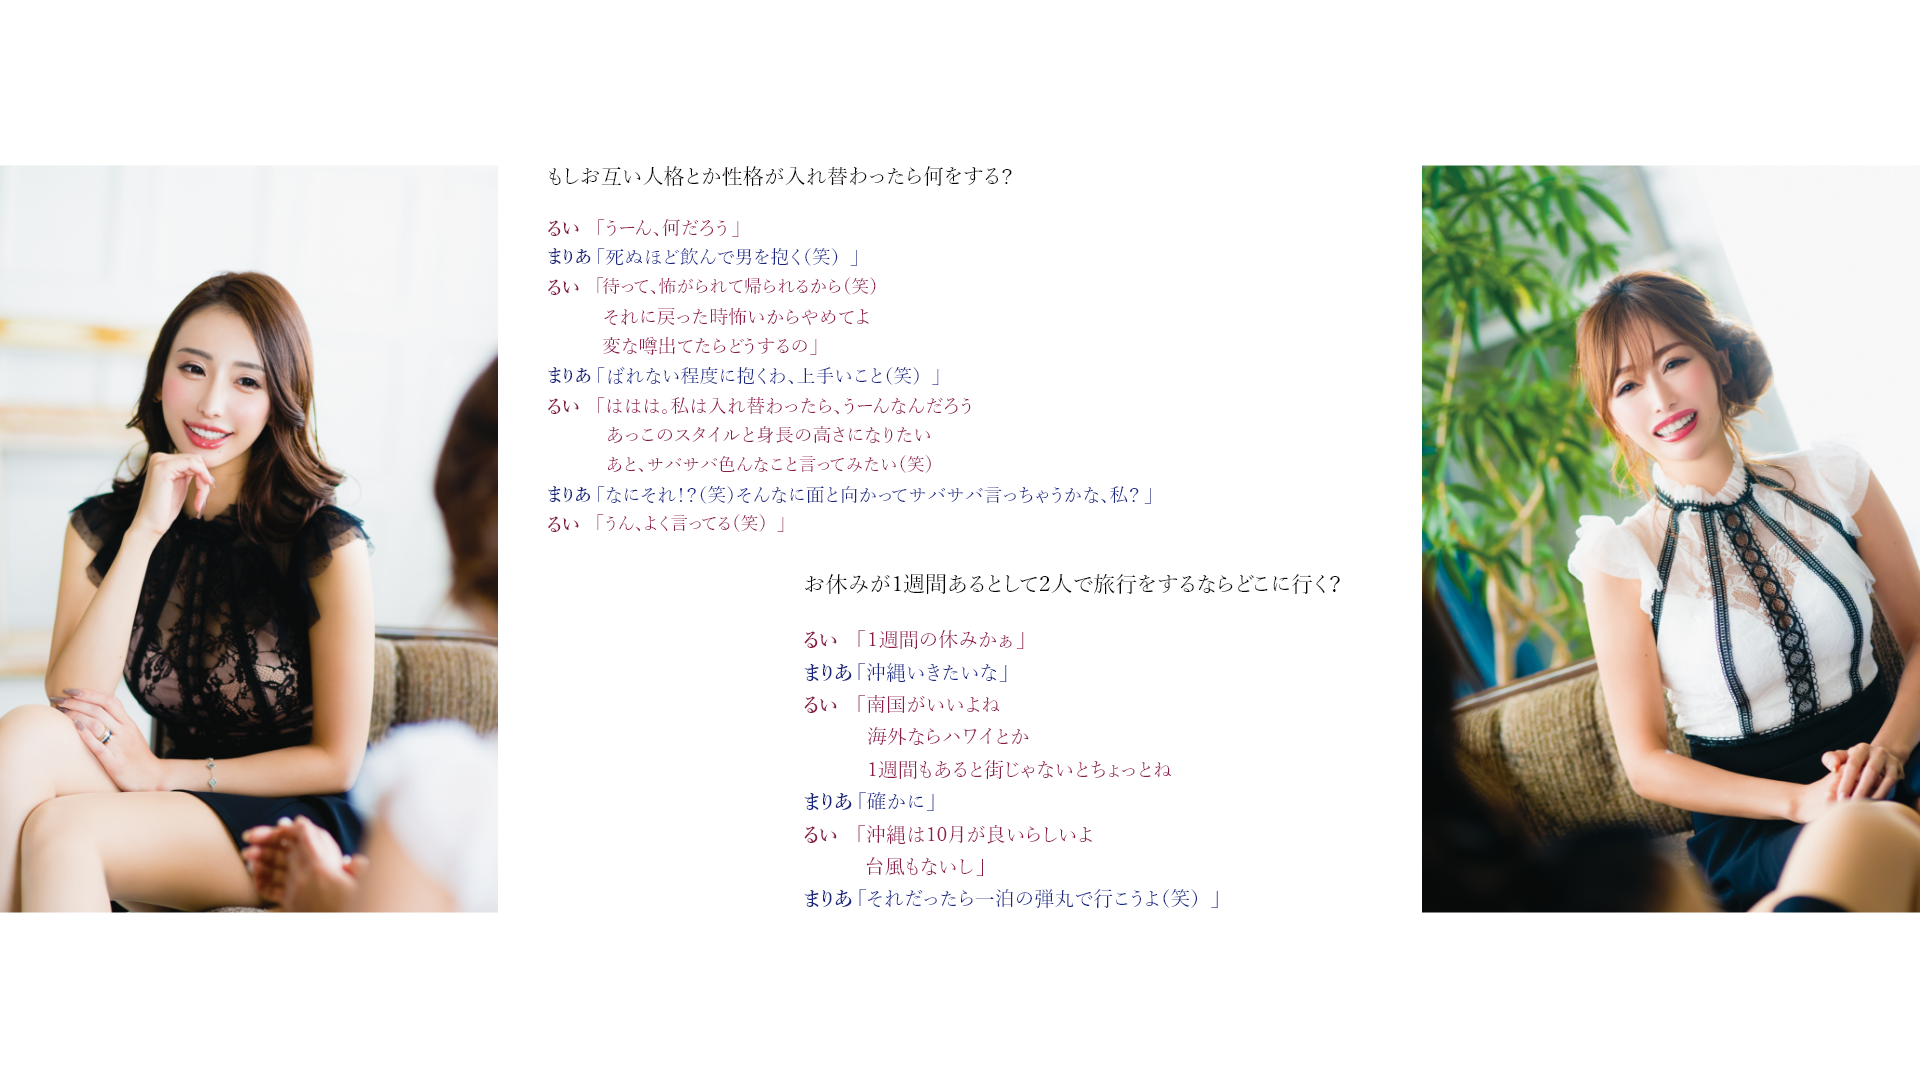 もしお互い人格とか性格が入れ替わったら何をする？
るい 「うーん、何だろう」
まりあ「死ぬほど飲んで男を抱く（笑）」
るい 「待って、怖がられて帰られるから（笑）
それに戻った時怖いからやめてよ
変な噂出てたらどうするの」
まりあ「ばれない程度に抱くわ、上手いこと（笑）」
るい 「ははは。私は入れ替わったら、うーんなんだろう
あっこのスタイルと身長の高さになりたい
あと、サバサバ色んなこと言ってみたい（笑）
まりあ「なにそれ！？（笑）そんなに面と向かってサバサバ言っちゃうかな、私？」
るい 「うん、よく言ってる（笑）」
お休みが1週間あるとして2人で旅行をするならどこに行く？
るい 「1週間の休みかぁ」
まりあ「沖縄いきたいな」
るい 「南国がいいよね
海外ならハワイとか
1週間もあると街じゃないとちょっとね
まりあ「確かに」
るい 「沖縄は10月が良いらしいよ
台風もないし」
まりあ「それだったら一泊の弾丸で行こうよ（笑）」